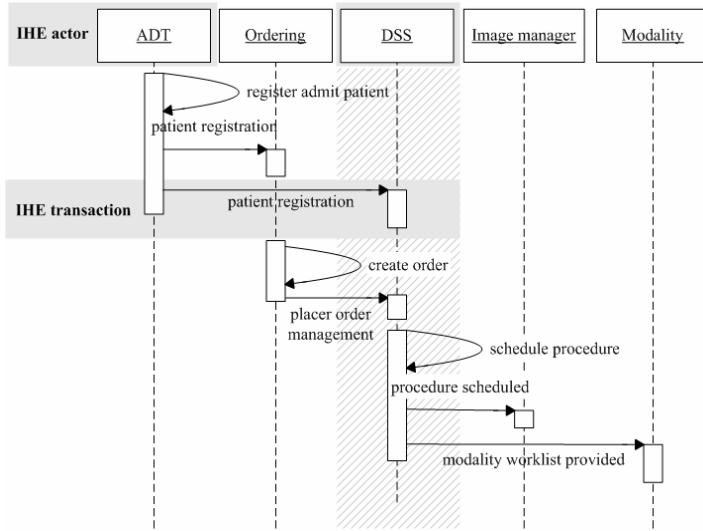 IHE actor
ADT
Ordering
DSS
Image manager
Modality
register admit patient
patient registration
patient registration
IHE transaction
create order
placer order
management
schedule procedure
procedure scheduled
modality worklist provided